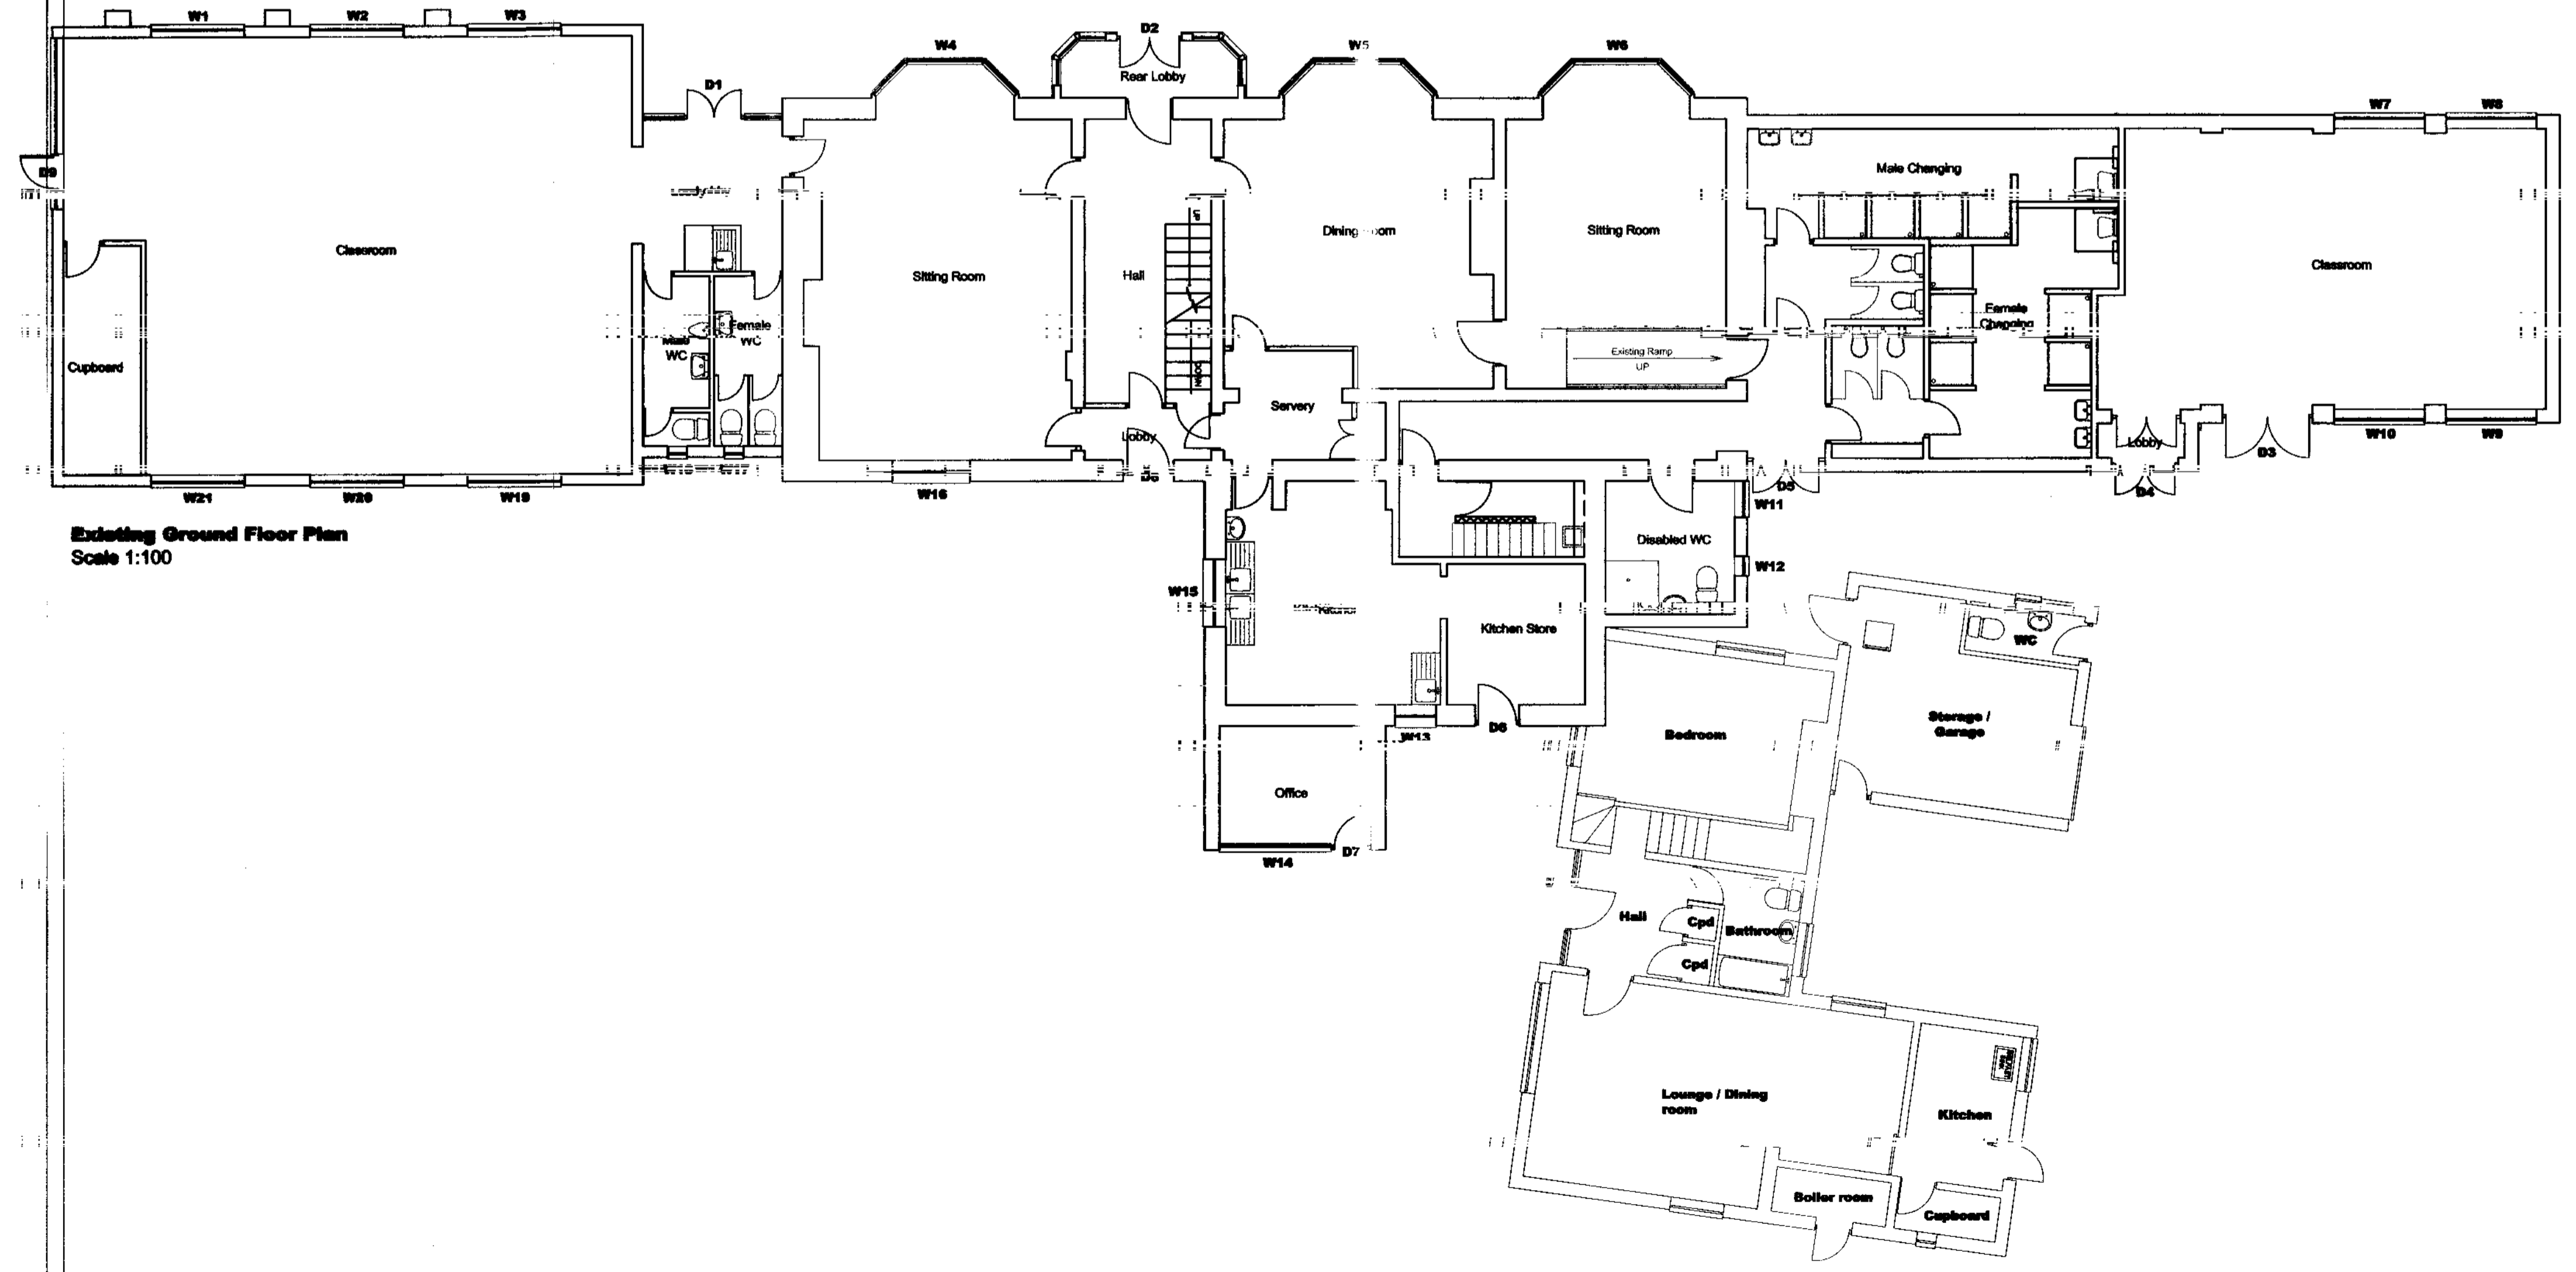 W1
W2
W3
W4
D2
W5
W6
Rear Lobby
D1
W7
W8
D9
Male Changing
Classroom
Sitting Room
Hall
UP
Dining
Sitting Room
Classroom
Cupboard
Male
WC
Female
WC
DOWN
Servery
Existing Ramp
UP
Female
Changing
Lobby
Lobby
W10
W9
D3
D4
D5
W11
W21
W20
W19
W16
Existing Ground Floor Plan
Scale 1:100
Disabled WC
W12
W15
Kitchen Store
WC
W13
D6
Bedroom
Storage /
Garage
Office
W14
D7
Hall
Cpd
Bathroom
Cpd
Lounge / Dining
room
Kitchen
Boiler room
Cupboard